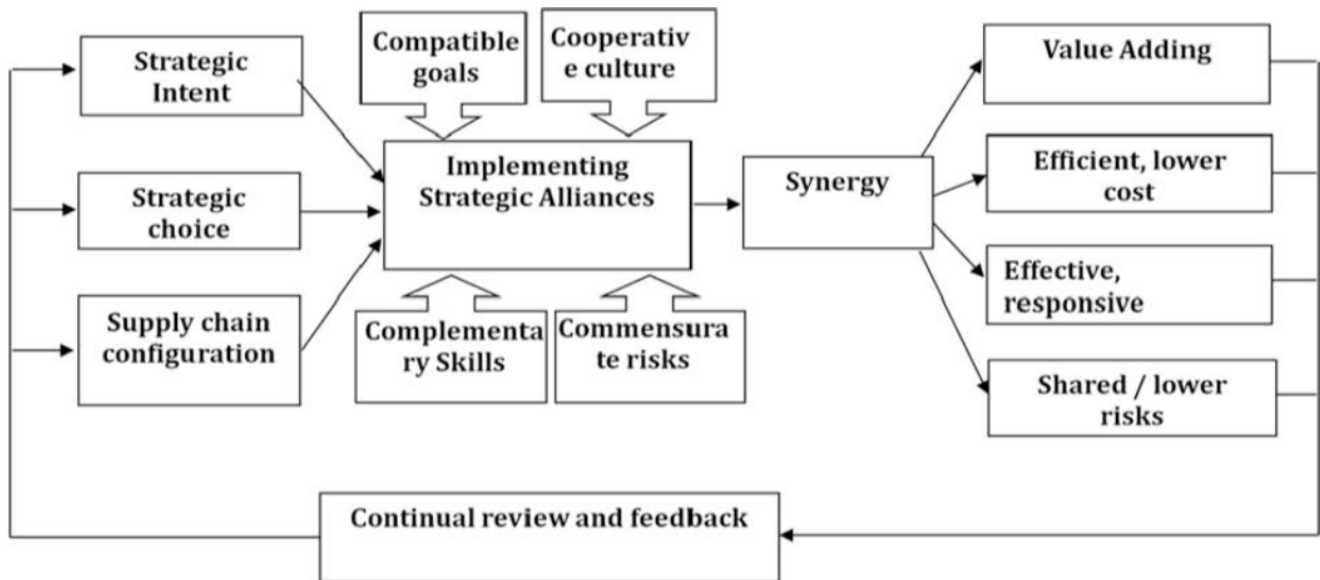 Strategic
Intent
Compatible
goals
Cooperativ
e culture
Value Adding
Implementing
Strategic Alliances
Synergy
Efficient, lower
cost
Strategic
choice
Effective,
responsive
Supply chain
configuration
Complementa
ry Skills
Commensura
te risks
Shared / lower
risks
Continual review and feedback